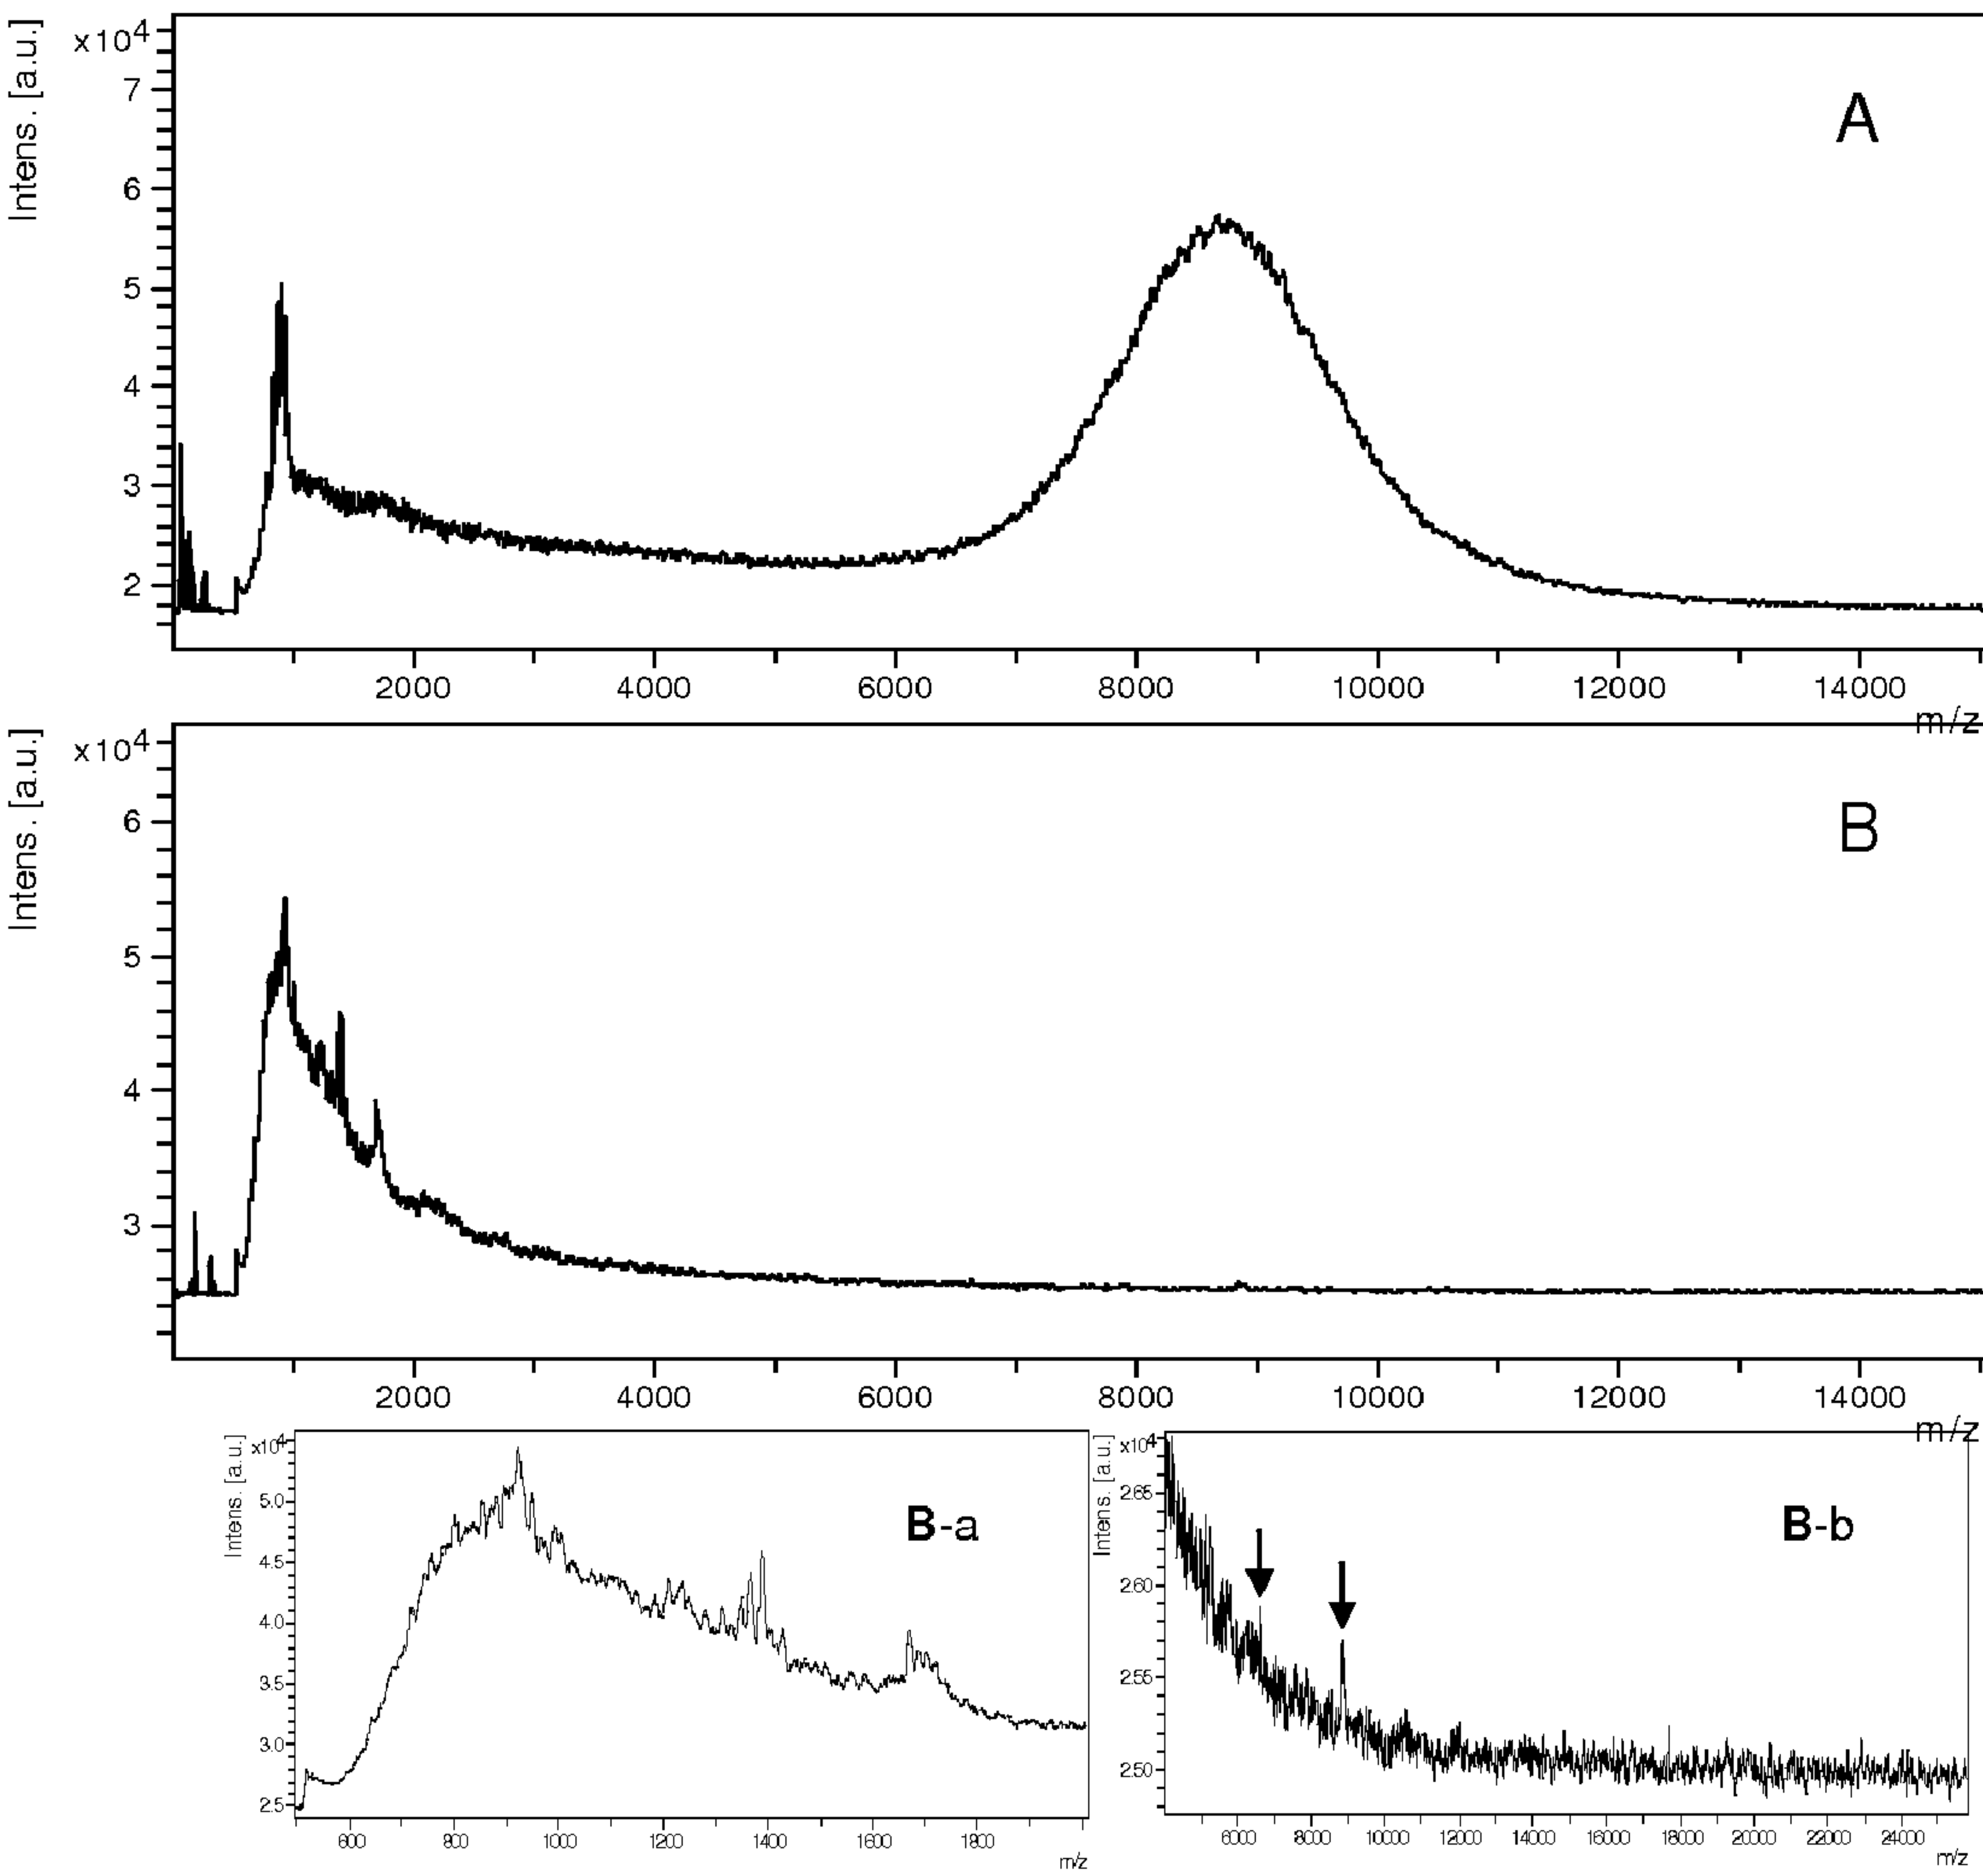 Intens. [a.u.]
x10⁴
7
6
5
4
3
2
A
2000 4000 6000 8000 10000 12000 14000
m/z
Intens. [a.u.]
x10⁴
6
5
4
3
B
2000 4000 6000 8000 10000 12000 14000
m/z
Intens. [a.u.]
x10⁴
5.0
4.5
4.0
3.5
3.0
2.5
B-a
600 800 1000 1200 1400 1600 1800
m/z
Intens. [a.u.]
x10⁴
2.65
2.60
2.55
2.50
B-b
6000 8000 10000 12000 14000 16000 18000 20000 22000 24000
m/z